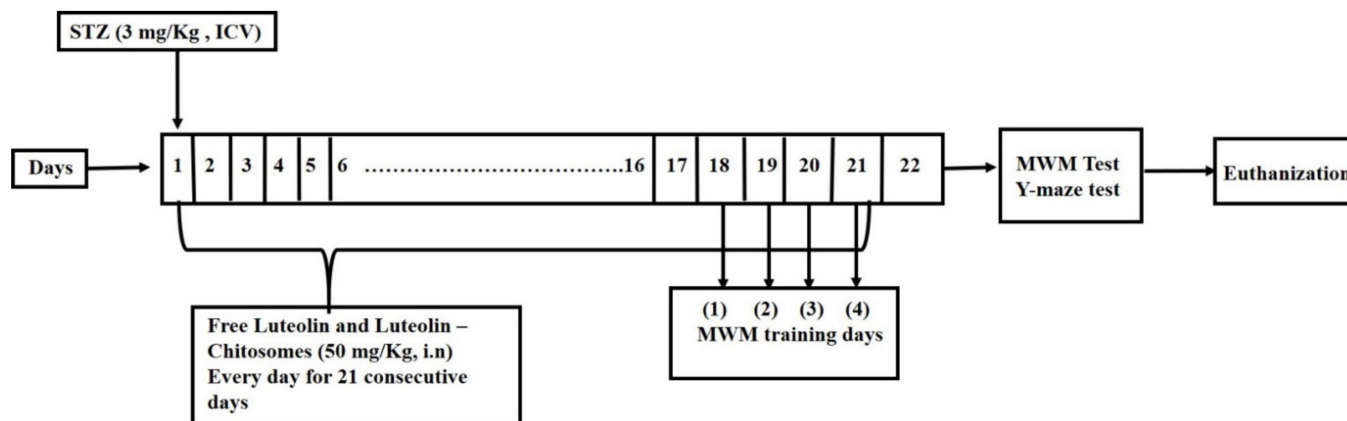 STZ (3 mg/Kg , ICV)
Days
1 2 3 4 5 6 ........................................16 17 18 19 20 21 22
MWM Test
Y-maze test
Euthanization
Free Luteolin and Luteolin –
Chitosomes (50 mg/Kg, i.n)
Every day for 21 consecutive
days
(1) (2) (3) (4)
MWM training days